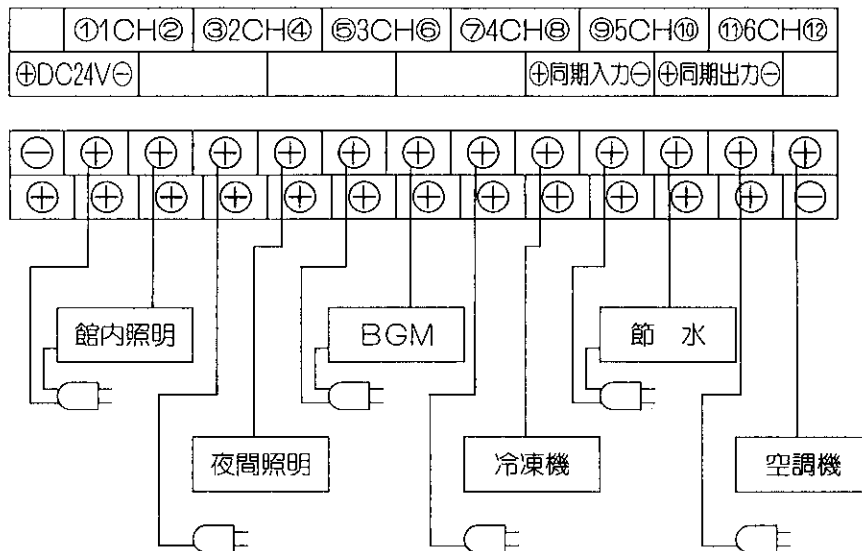 ①1CH② ③2CH④ ⑤3CH⑥ ⑦4CH⑧ ⑨5CH⑩ ⑪6CH⑫
⊕DC24V⊖ ⊕同期入力⊖ ⊕同期出力⊖
館内照明 BGM 節 水
夜間照明 冷凍機 空調機